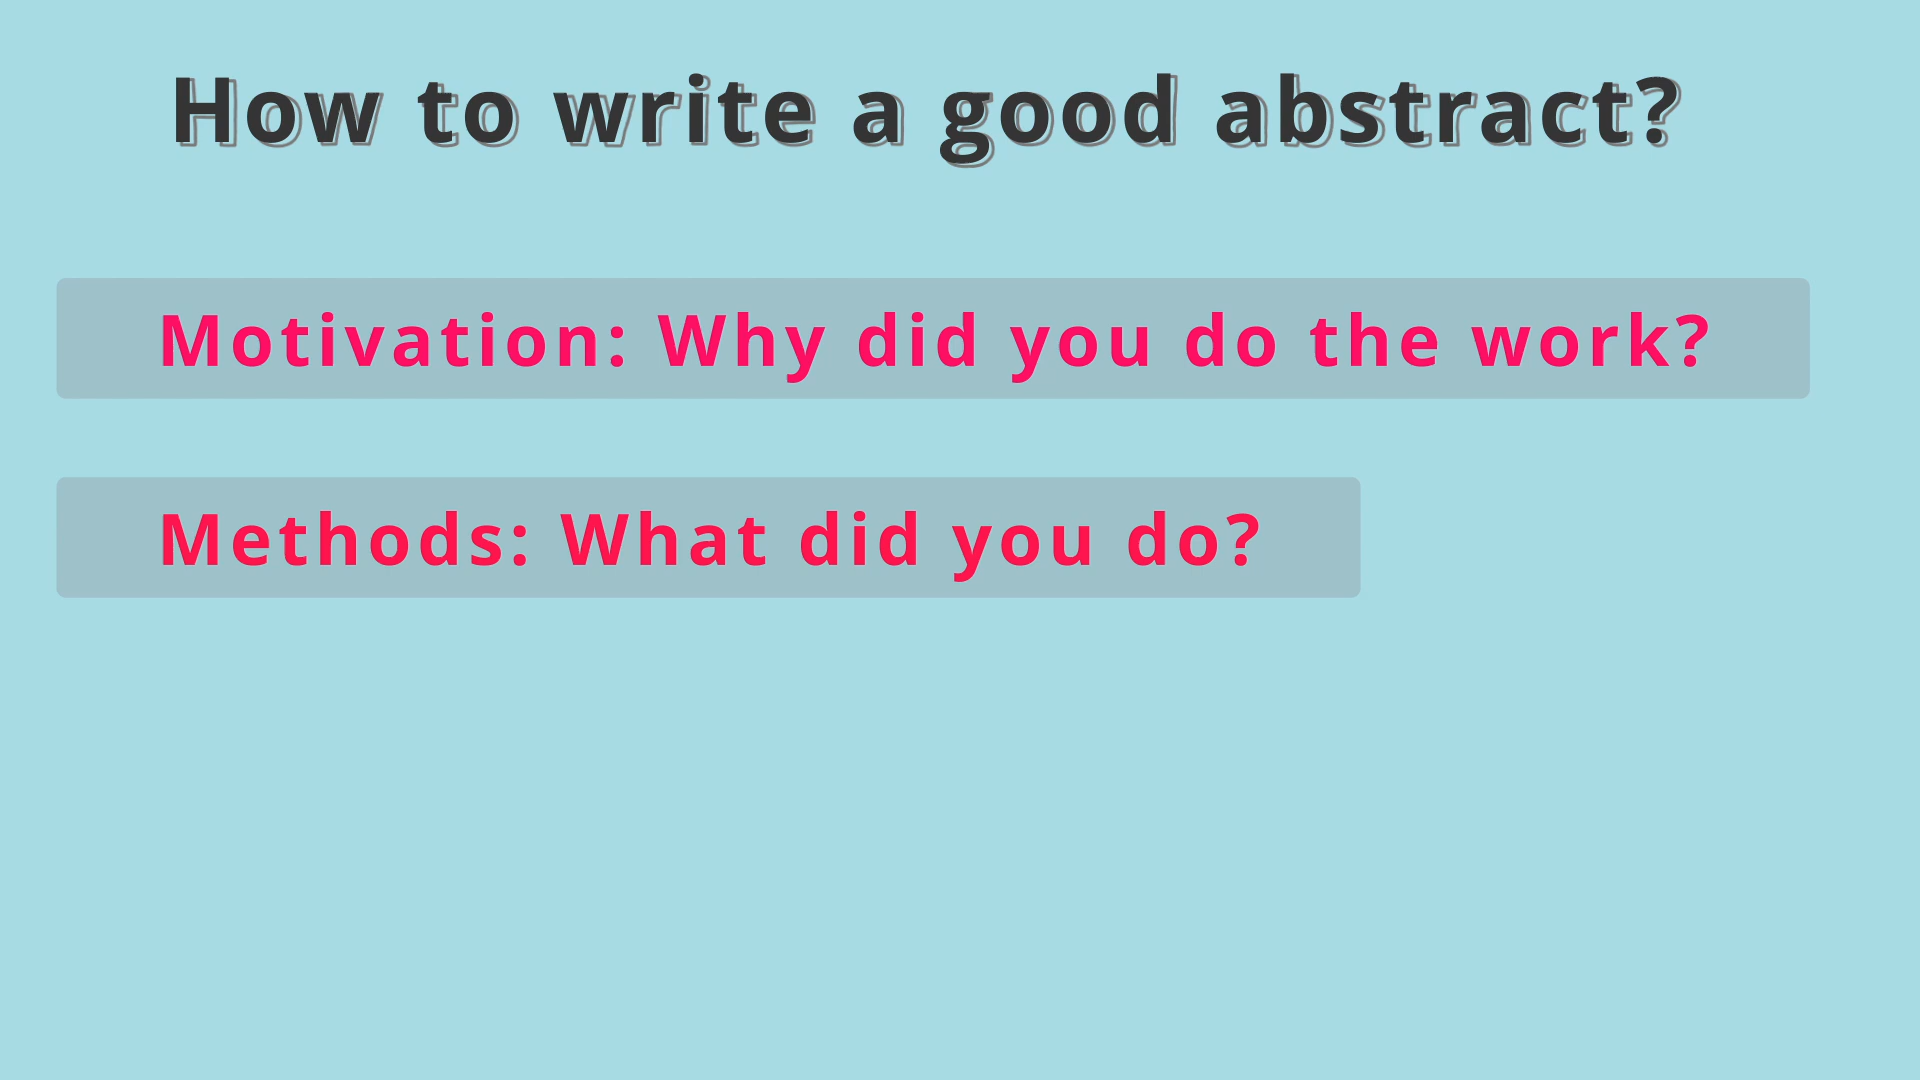 How to write a good abstract?
Motivation: Why did you do the work?
Methods: What did you do?